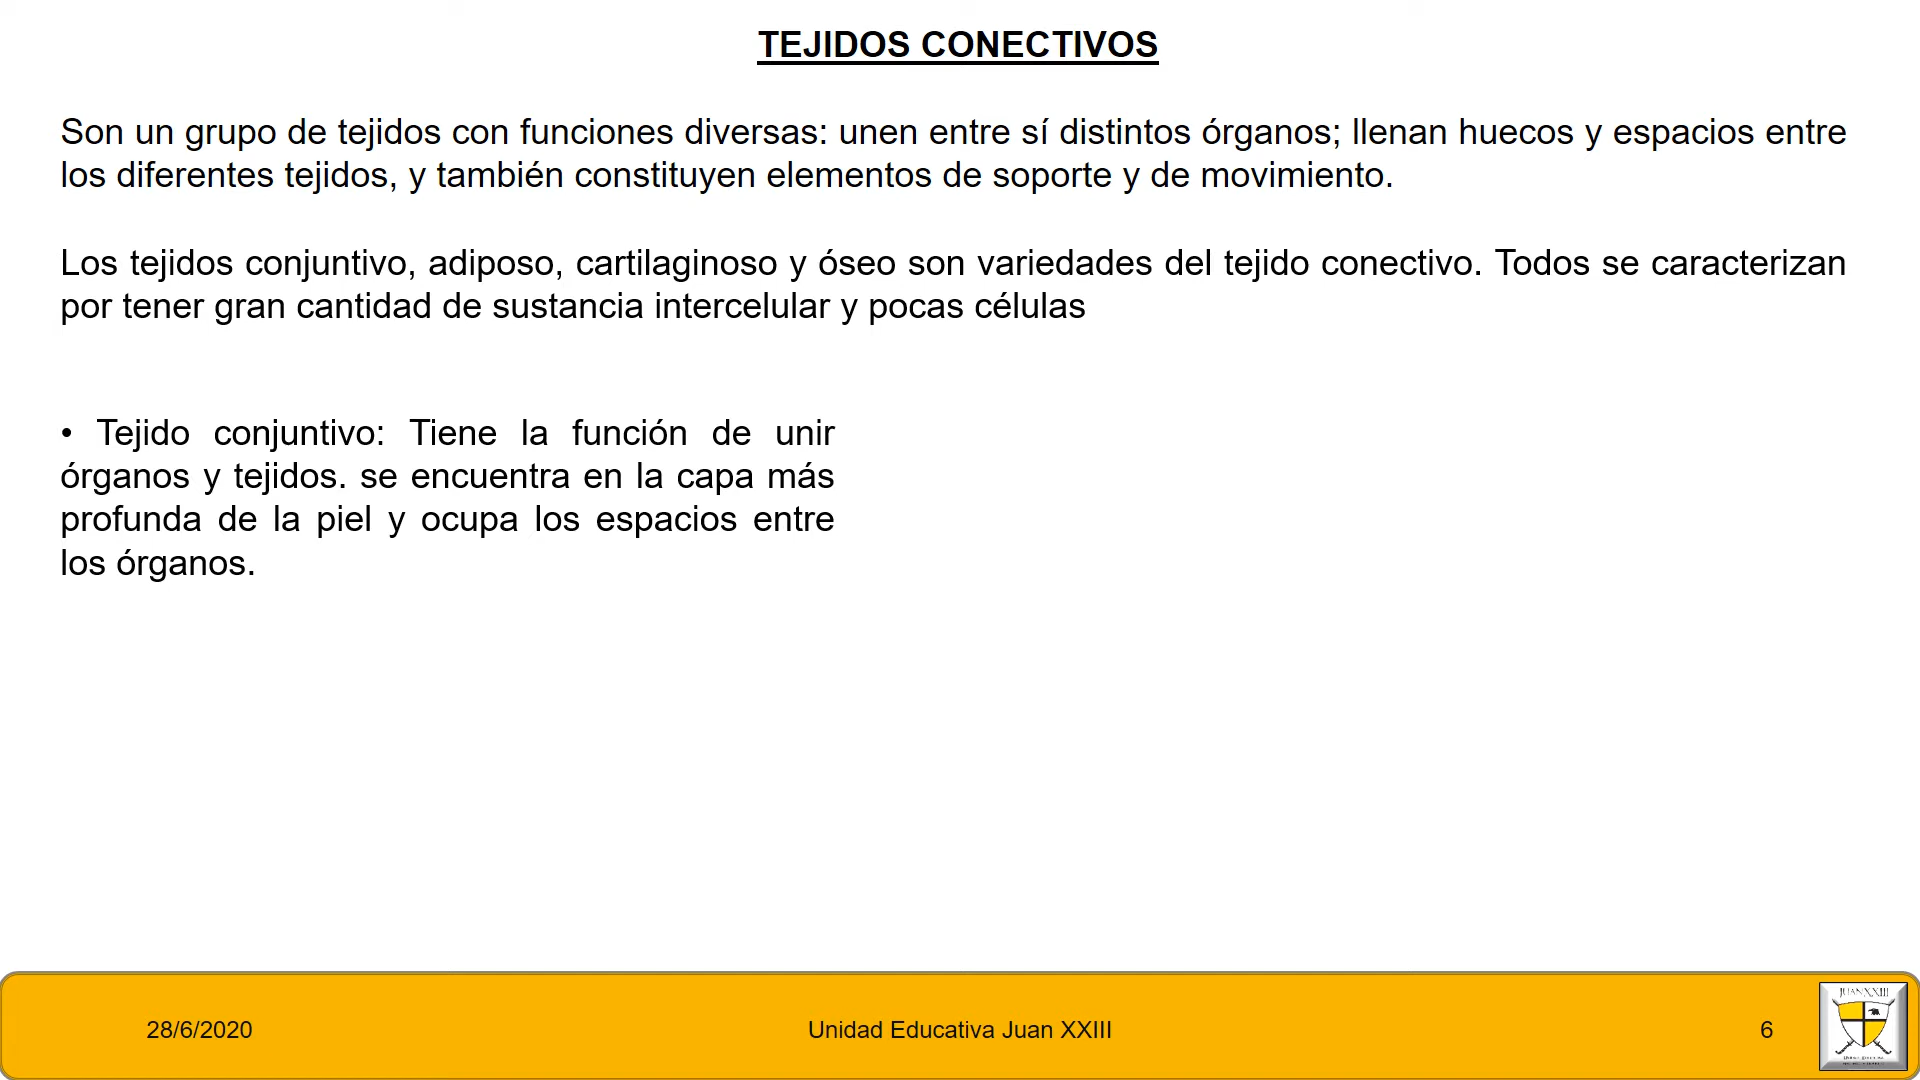 TEJIDOS CONECTIVOS
Son un grupo de tejidos con funciones diversas: unen entre sí distintos órganos; llenan huecos y espacios entre
los diferentes tejidos, y también constituyen elementos de soporte y de movimiento.
Los tejidos conjuntivo, adiposo, cartilaginoso y óseo son variedades del tejido conectivo. Todos se caracterizan
por tener gran cantidad de sustancia intercelular y pocas células
• Tejido conjuntivo: Tiene la función de unir
órganos y tejidos. se encuentra en la capa más
profunda de la piel y ocupa los espacios entre
los órganos.
28/6/2020
Unidad Educativa Juan XXIII
6
JUAN XXIII